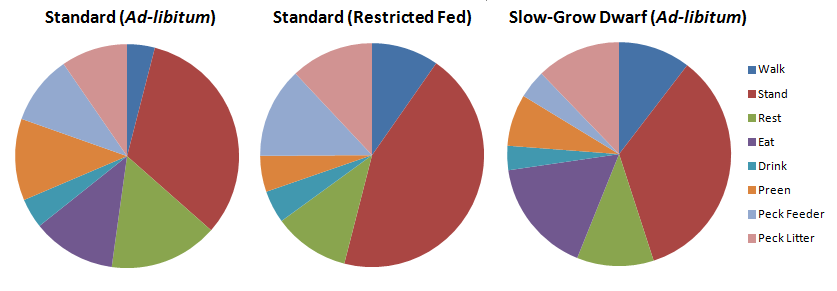 Standard (Ad-libitum)
Standard (Restricted Fed)
Slow-Grow Dwarf (Ad-libitum)
Walk
Stand
Rest
Eat
Drink
Preen
Peck Feeder
Peck Litter